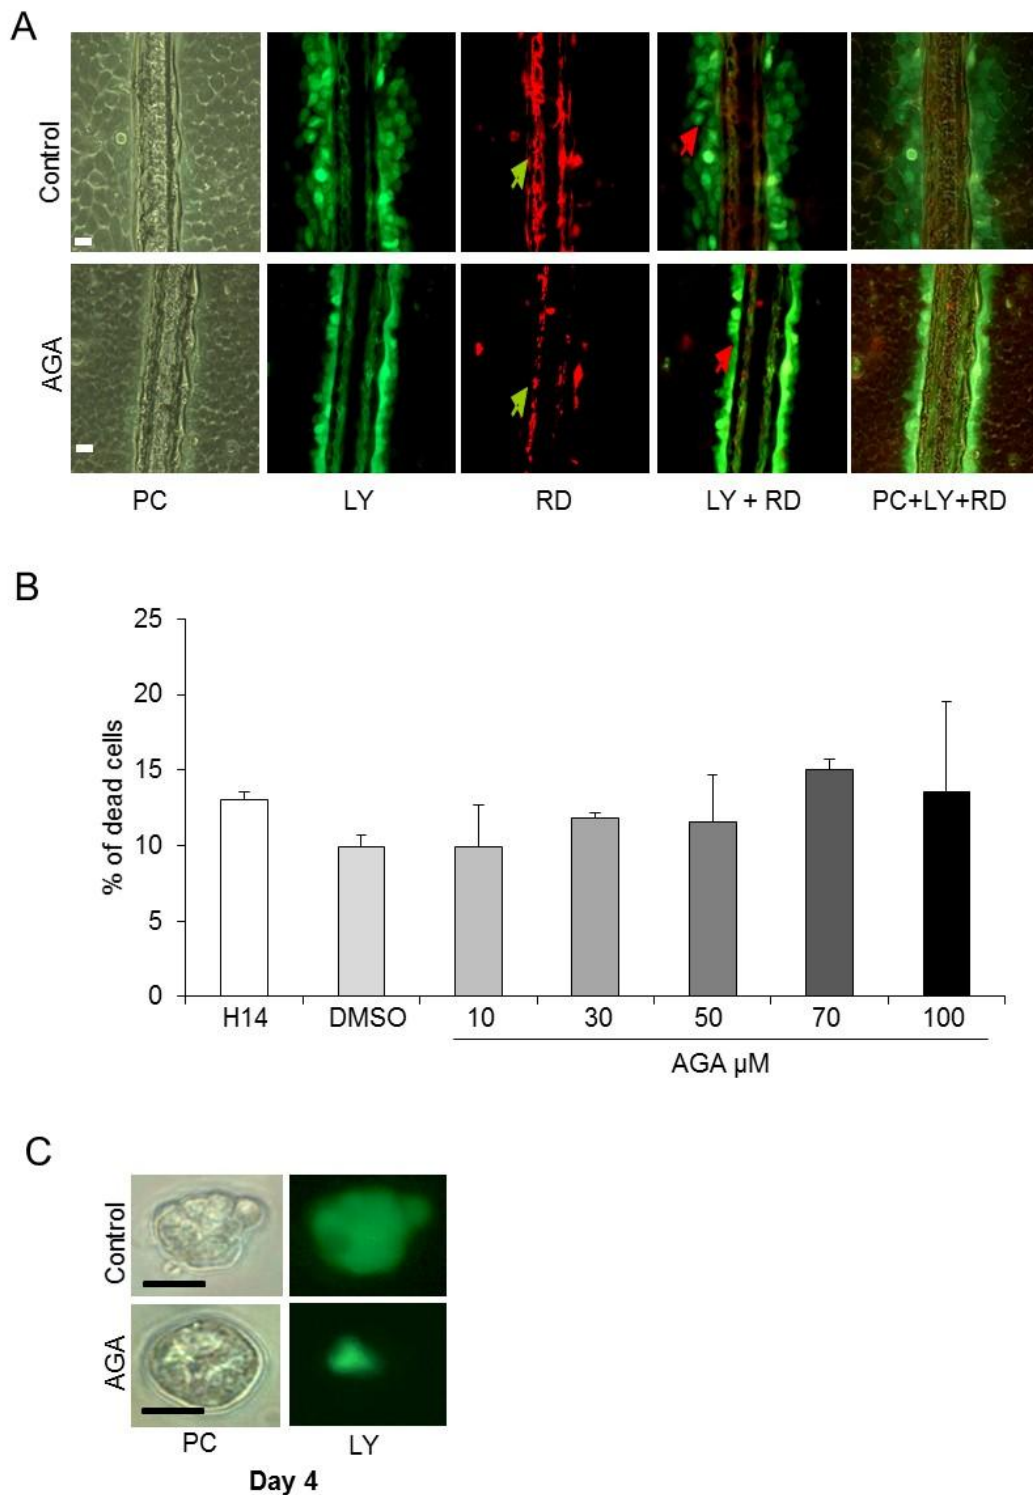 A
Control
AGA
PC LY RD LY + RD PC+LY+RD
B
% of dead cells
25
20
15
10
5
0
H14 DMSO 10 30 50 70 100
AGA µM
C
Control
AGA
PC LY
Day 4